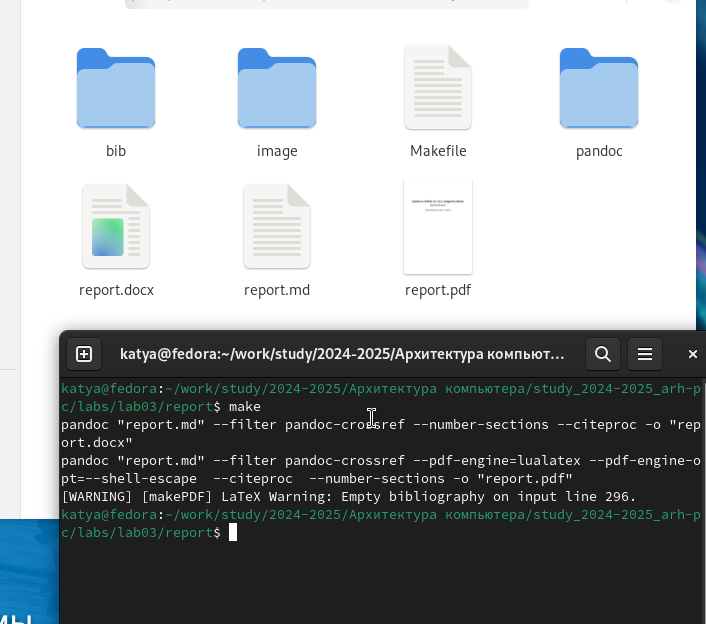 bib
image
Makefile
pandoc
report.docx
report.md
report.pdf
katya@fedora:~/work/study/2024-2025/Архитектура компьют…
katya@fedora:~/work/study/2024-2025/Архитектура компьютера/study_2024-2025_arh-p
c/labs/lab03/report$ make
pandoc "report.md" --filter pandoc-crossref --number-sections --citeproc -o "rep
ort.docx"
pandoc "report.md" --filter pandoc-crossref --pdf-engine=lualatex --pdf-engine-o
pt=--shell-escape  --citeproc  --number-sections -o "report.pdf"
[WARNING] [makePDF] LaTeX Warning: Empty bibliography on input line 296.
katya@fedora:~/work/study/2024-2025/Архитектура компьютера/study_2024-2025_arh-p
c/labs/lab03/report$